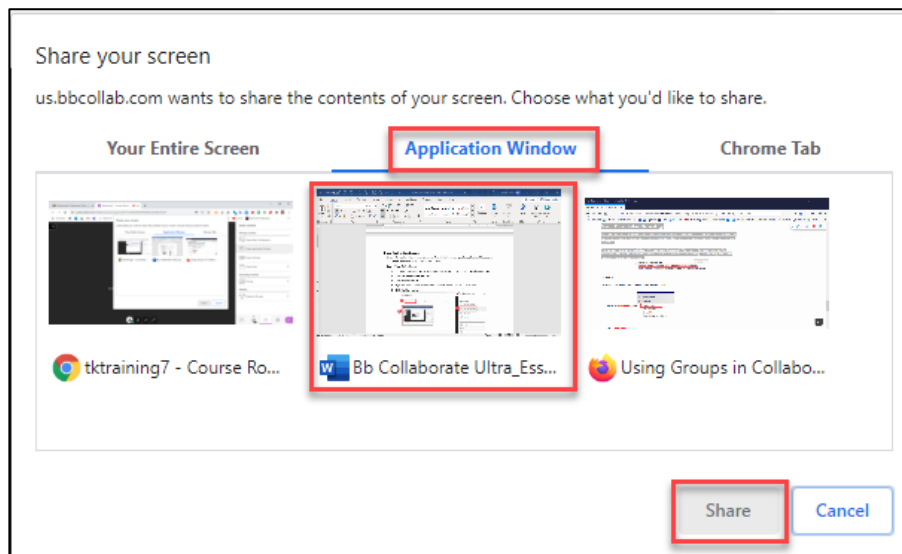 Share your screen
us.bbcollab.com wants to share the contents of your screen. Choose what you'd like to share.
Your Entire Screen
Application Window
Chrome Tab
tktraining7 - Course Ro...
Bb Collaborate Ultra_Ess...
Using Groups in Collabo...
Share
Cancel